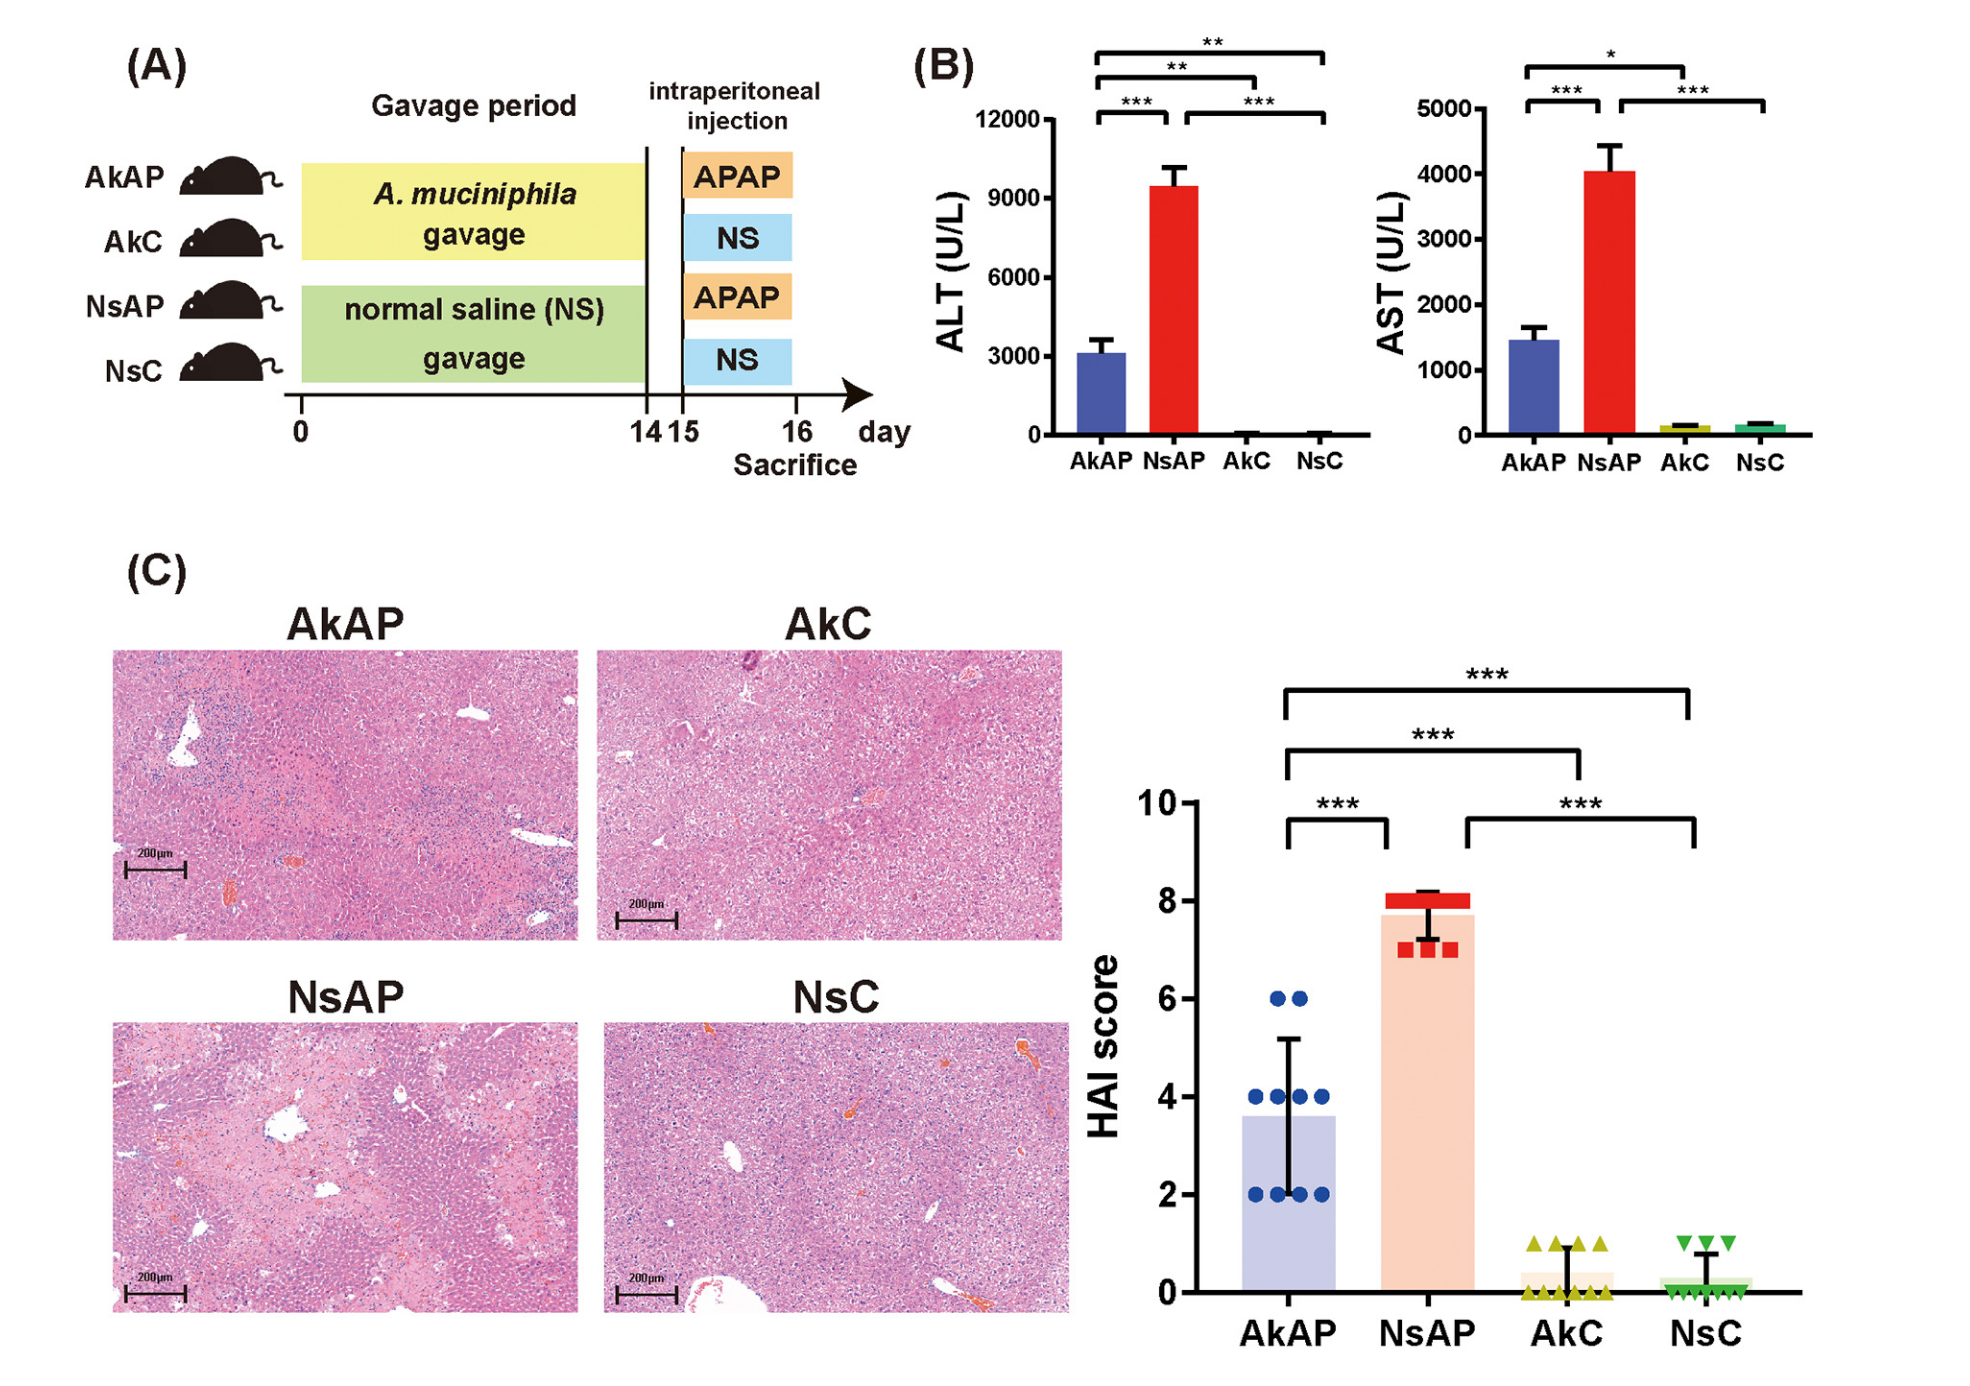 (A)
Gavage period
intraperitoneal
injection
AkAP
A. muciniphila
gavage
APAP
AkC
NS
NsAP
normal saline (NS)
gavage
APAP
NsC
NS
0
14
15
16
day
Sacrifice
(B)
**
**
***
***
ALT (U/L)
12000
9000
6000
3000
0
AkAP
NsAP
AkC
NsC
*
***
***
AST (U/L)
5000
4000
3000
2000
1000
0
AkAP
NsAP
AkC
NsC
(C)
AkAP
200μm
AkC
200μm
NsAP
200μm
NsC
200μm
***
***
***
***
HAI score
10
8
6
4
2
0
AkAP
NsAP
AkC
NsC